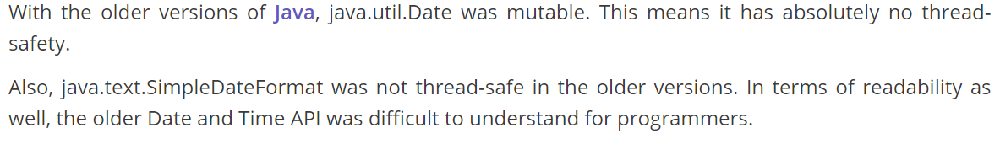 With the older versions of Java, java.util.Date was mutable. This means it has absolutely no thread-
safety.
Also, java.text.SimpleDateFormat was not thread-safe in the older versions. In terms of readability as
well, the older Date and Time API was difficult to understand for programmers.